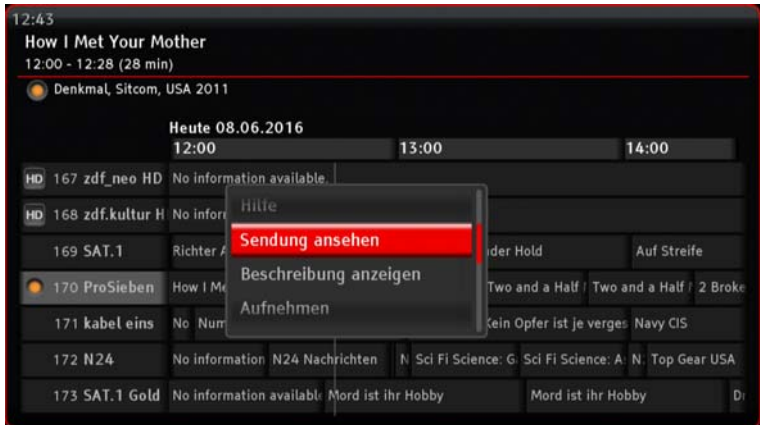 12:43
How I Met Your Mother
12:00 - 12:28 (28 min)
Denkmal, Sitcom, USA 2011
Heute 08.06.2016
12:00 13:00 14:00
HD 167 zdf_neo HD No information available.
Hilfe
HD 168 zdf.kultur H No infor
Sendung ansehen
169 SAT.1 Richter Hold Auf Streife
Beschreibung anzeigen
170 ProSieben How I Me Two and a Half Two and a Half 2 Broke
Aufnehmen
171 kabel eins No Num Kein Opfer ist je verges Navy CIS
172 N24 No information N24 Nachrichten N Sci Fi Science: G Sci Fi Science: A N Top Gear USA
173 SAT.1 Gold No information availabl Mord ist ihr Hobby Mord ist ihr Hobby